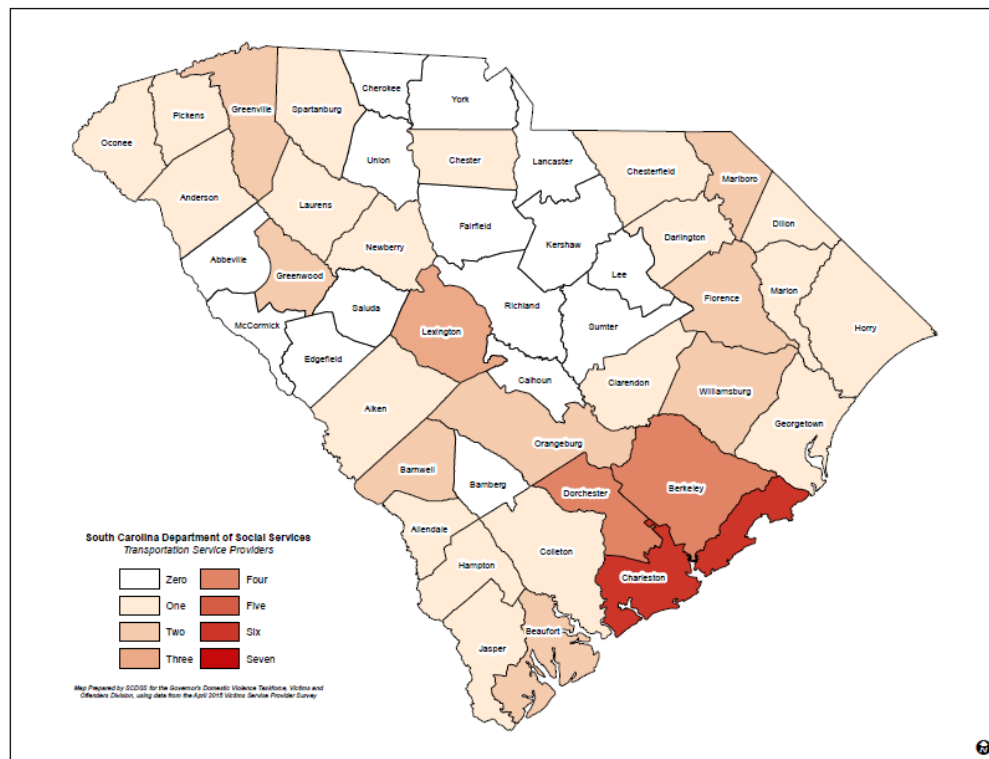 Cherokee
York
Greenville
Spartanburg
Pickens
Oconee
Union
Chester
Lancaster
Chesterfield
Marlboro
Anderson
Laurens
Fairfield
Dillon
Newberry
Kershaw
Darlington
Abbeville
Greenwood
Lee
Marion
Florence
Saluda
Richland
McCormick
Lexington
Sumter
Horry
Edgefield
Calhoun
Clarendon
Williamsburg
Aiken
Georgetown
Orangeburg
Barnwell
Bamberg
Dorchester
Berkeley
Allendale
Colleton
Hampton
Charleston
Beaufort
Jasper
South Carolina Department of Social Services
Transportation Service Providers
Zero Four
One Five
Two Six
Three Seven
Map Prepared by SCDSS for the Governor's Domestic Violence Taskforce, Victims and
Offenders Division, using data from the April 2015 Victims Service Provider Survey
N